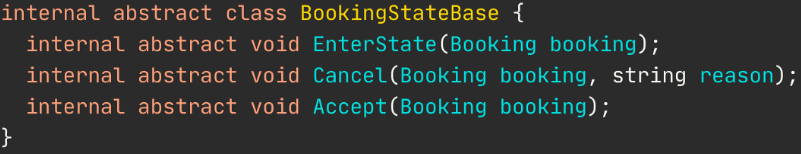 internal abstract class BookingStateBase {
  internal abstract void EnterState(Booking booking);
  internal abstract void Cancel(Booking booking, string reason);
  internal abstract void Accept(Booking booking);
}